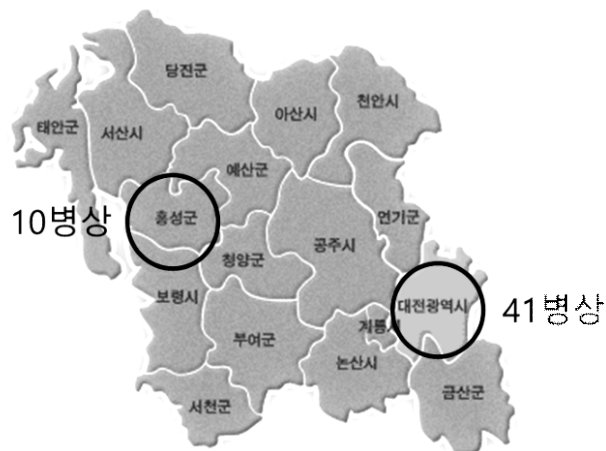 당진군
아산시
천안시
태안군
서산시
예산군
홍성군
10병상
연기군
공주시
청양군
보령시
대전광역시
41병상
계룡시
부여군
논산시
금산군
서천군